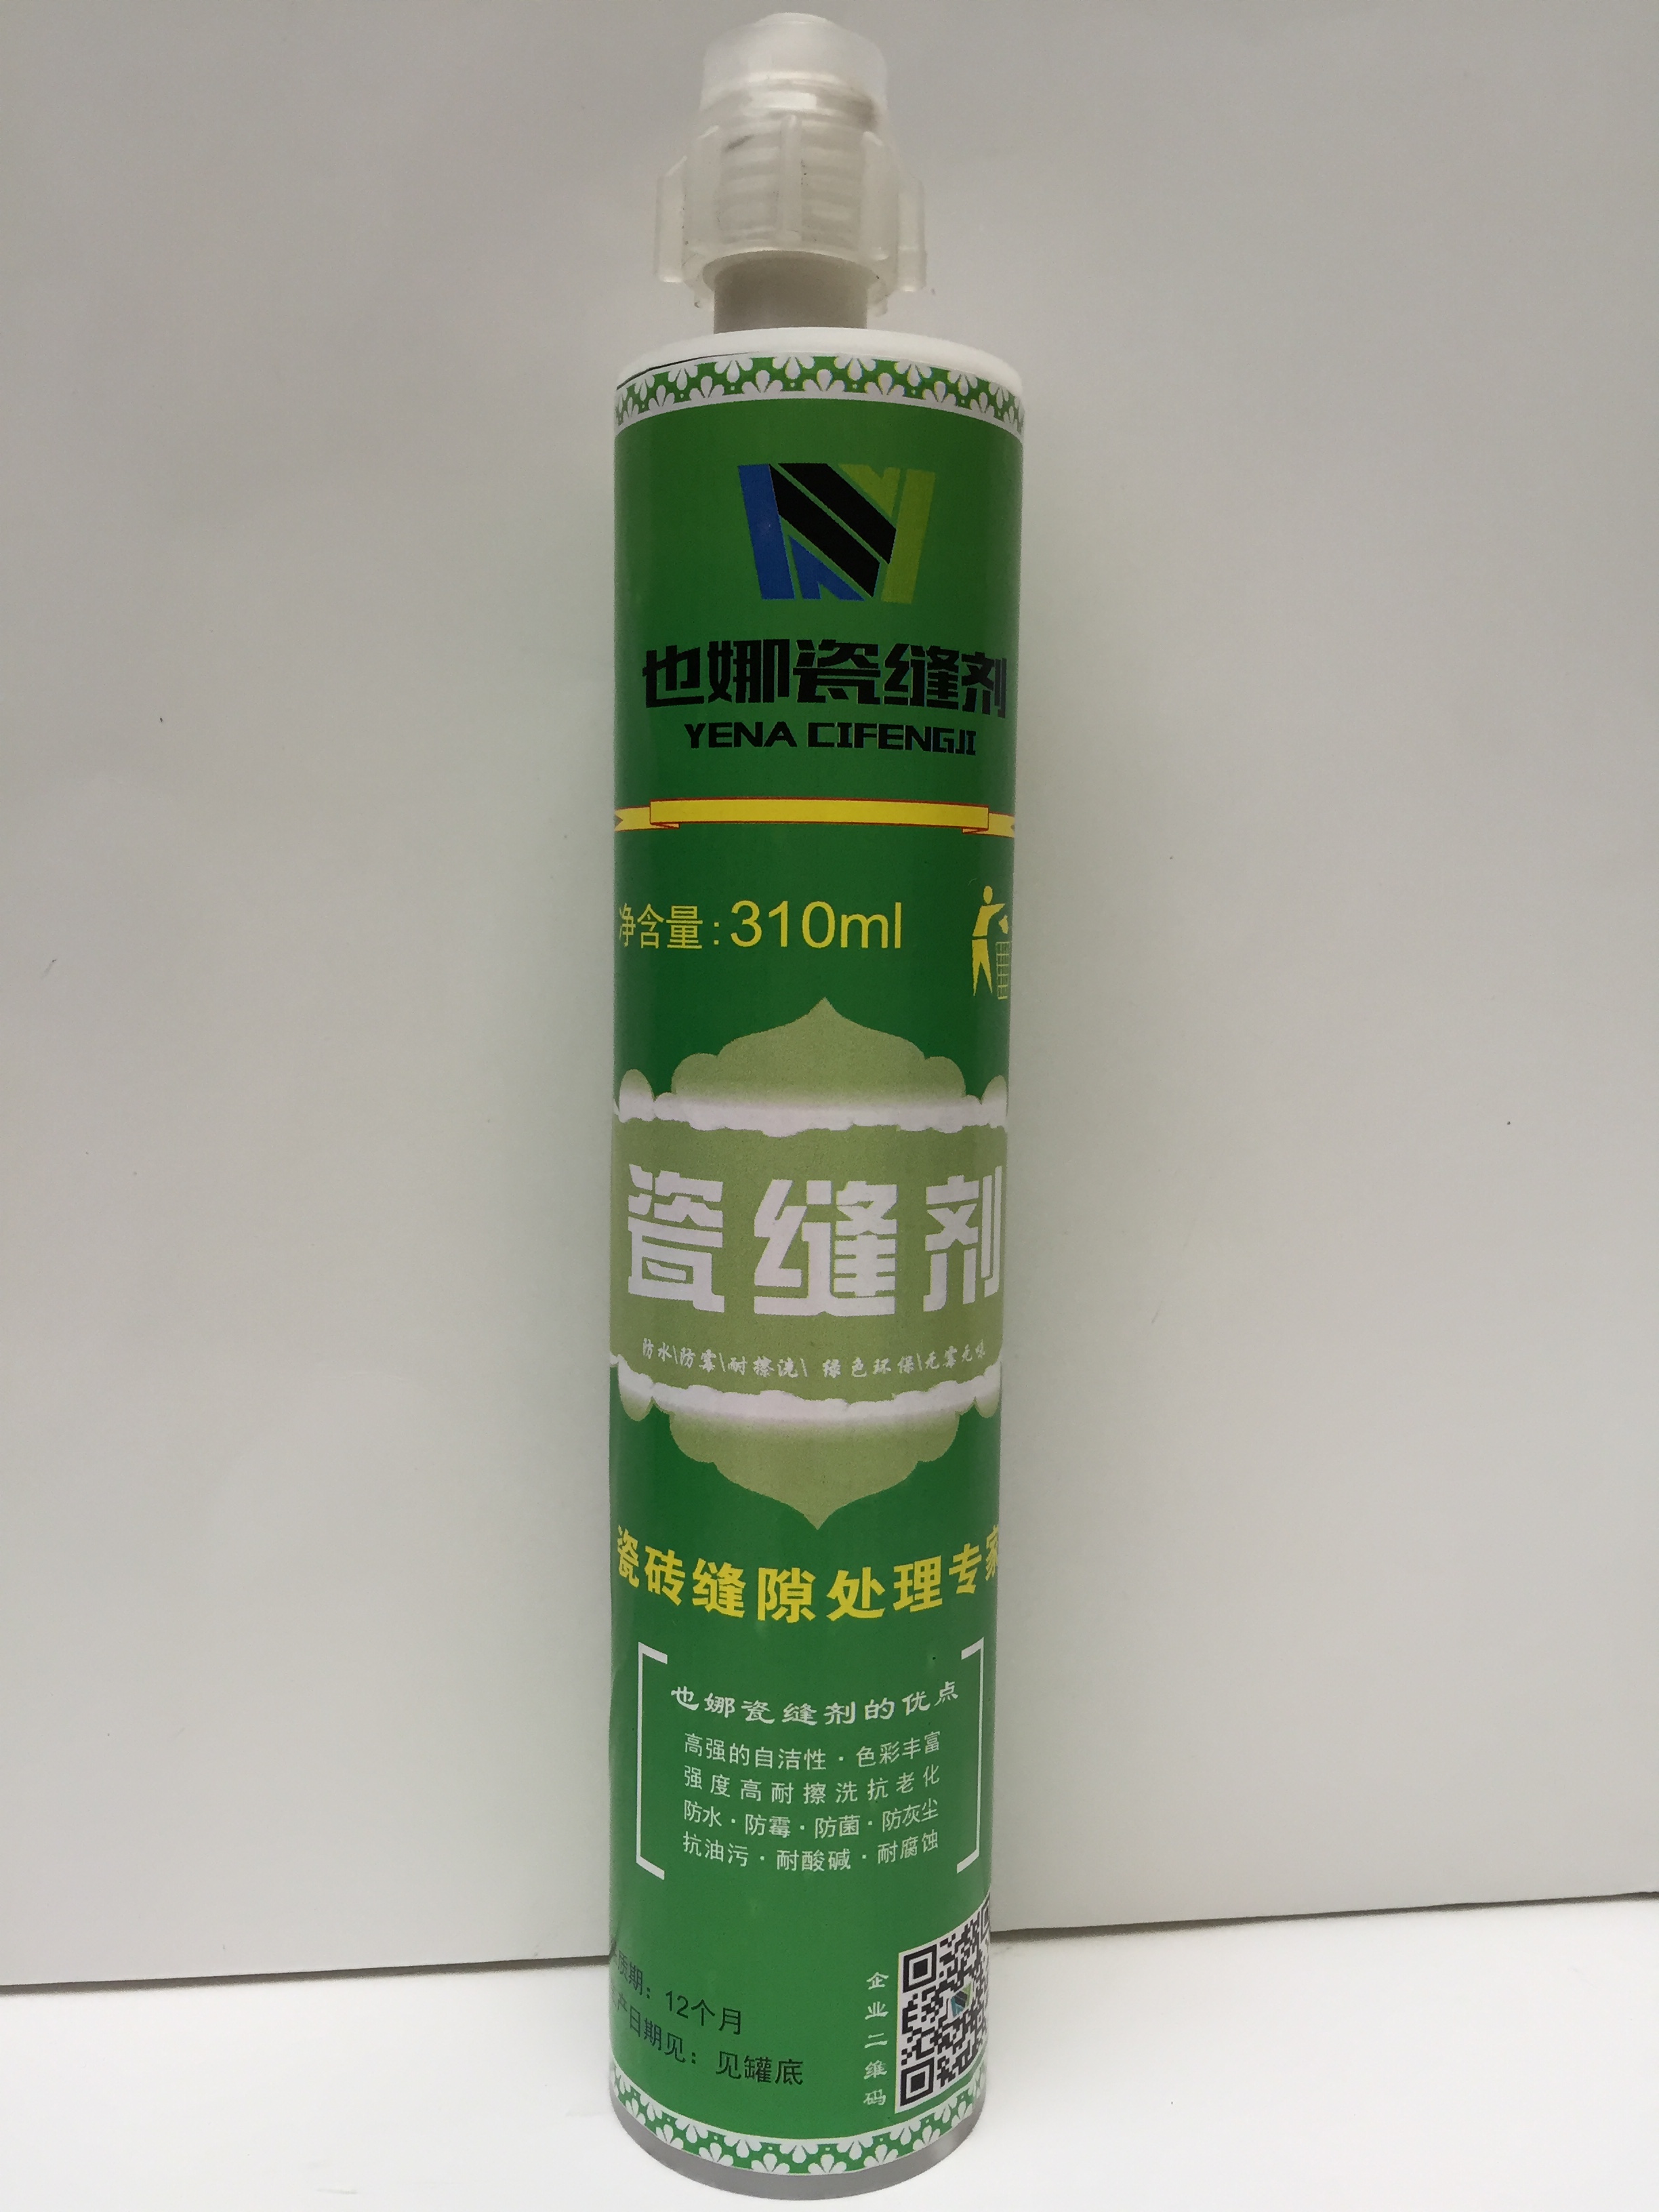 也娜瓷缝剂
YENA CIFENGJI
净含量:310ml
瓷缝剂
防水\防霉\耐擦洗\ 绿色环保\无霉无味
瓷砖缝隙处理专家
也娜瓷缝剂的优点
高强的自洁性·色彩丰富
强度高耐擦洗抗老化
防水·防霉·防菌·防灰尘
抗油污·耐酸碱·耐腐蚀
质期：12个月
产日期见：见罐底
企业二维码